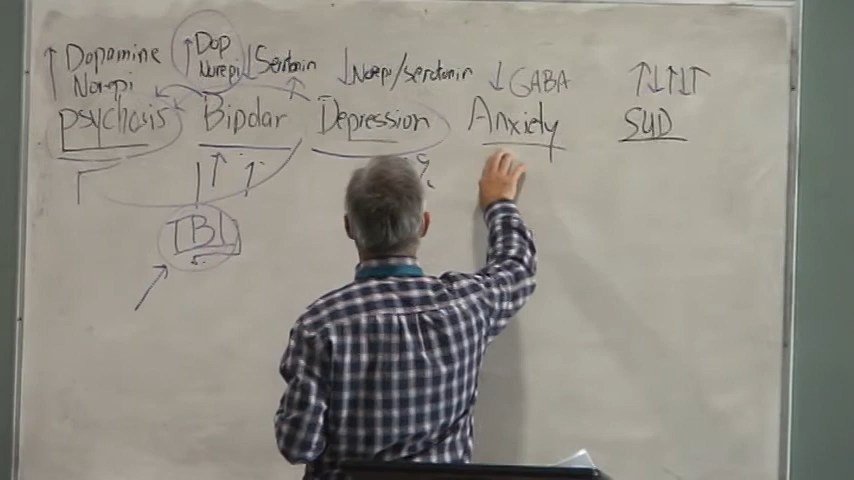 ↑ Dopamine
Norepi
psychosis
↑ Dop
Norepi ↓ Serotonin
Bipolar
↓ Norepi/serotonin
Depression
↓ GABA
Anxiety
↑↓↑↓↑
SUD
↑ ↑
TBI